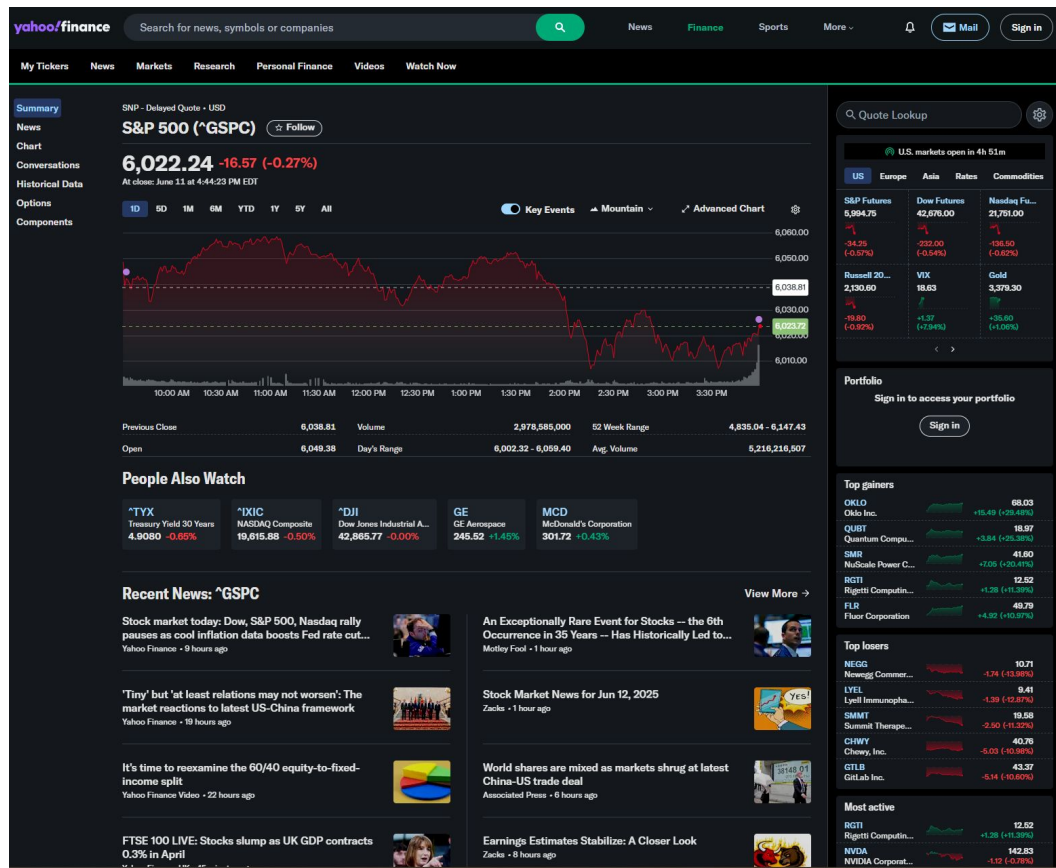 yahoo!finance
Search for news, symbols or companies
News
Finance
Sports
More
Mail
Sign in
My Tickers
News
Markets
Research
Personal Finance
Videos
Watch Now
Summary
News
Chart
Conversations
Historical Data
Options
Components
SNP - Delayed Quote • USD
S&P 500 (^GSPC)
☆ Follow
6,022.24 -16.57 (-0.27%)
At close: June 11 at 4:44:23 PM EDT
1D 5D 1M 6M YTD 1Y 5Y All
Key Events
Mountain
Advanced Chart
6,060.00
6,050.00
6,038.81
6,030.00
6,023.72
6,020.00
6,010.00
10:00 AM 10:30 AM 11:00 AM 11:30 AM 12:00 PM 12:30 PM 1:00 PM 1:30 PM 2:00 PM 2:30 PM 3:00 PM 3:30 PM
Previous Close 6,038.81 Volume 2,978,585,000 52 Week Range 4,835.04 - 6,147.43
Open 6,049.38 Day's Range 6,002.32 - 6,059.40 Avg. Volume 5,216,216,507
People Also Watch
^TYX
Treasury Yield 30 Years
4.9080 -0.65%
^IXIC
NASDAQ Composite
19,615.88 -0.50%
^DJI
Dow Jones Industrial A...
42,865.77 -0.00%
GE
GE Aerospace
245.52 +1.45%
MCD
McDonald's Corporation
301.72 +0.43%
Recent News: ^GSPC
View More
Stock market today: Dow, S&P 500, Nasdaq rally
pauses as cool inflation data boosts Fed rate cut...
Yahoo Finance • 9 hours ago
An Exceptionally Rare Event for Stocks -- the 6th
Occurrence in 35 Years -- Has Historically Led to...
Motley Fool • 1 hour ago
'Tiny' but 'at least relations may not worsen': The
market reactions to latest US-China framework
Yahoo Finance • 19 hours ago
Stock Market News for Jun 12, 2025
Zacks • 1 hour ago
YES!
It's time to reexamine the 60/40 equity-to-fixed-
income split
Yahoo Finance Video • 22 hours ago
World shares are mixed as markets shrug at latest
China-US trade deal
Associated Press • 6 hours ago
38148.01
FTSE 100 LIVE: Stocks slump as UK GDP contracts
0.3% in April
Earnings Estimates Stabilize: A Closer Look
Zacks • 8 hours ago
Quote Lookup
U.S. markets open in 4h 51m
US Europe Asia Rates Commodities
S&P Futures
5,994.75
-34.25
(-0.57%)
Dow Futures
42,676.00
-232.00
(-0.54%)
Nasdaq Fu...
21,751.00
-136.50
(-0.62%)
Russell 20...
2,130.60
-19.80
(-0.92%)
VIX
18.63
+1.37
(+7.94%)
Gold
3,379.30
+35.60
(+1.06%)
Portfolio
Sign in to access your portfolio
Sign in
Top gainers
OKLO 68.03
Oklo Inc. +15.49 (+29.48%)
QUBT 18.97
Quantum Compu... +3.84 (+25.38%)
SMR 41.60
NuScale Power C... +7.05 (+20.41%)
RGTI 12.52
Rigetti Computin... +1.28 (+11.39%)
FLR 49.79
Fluor Corporation +4.92 (+10.97%)
Top losers
NEGG 10.71
Newegg Commer... -1.74 (-13.98%)
LYEL 9.41
Lyell Immunopha... -1.39 (-12.87%)
SMMT 19.58
Summit Therape... -2.50 (-11.32%)
CHWY 40.76
Chewy, Inc. -5.03 (-10.98%)
GTLB 43.37
GitLab Inc. -5.14 (-10.60%)
Most active
RGTI 12.52
Rigetti Computin... +1.28 (+11.39%)
NVDA 142.83
NVIDIA Corporat... -1.12 (-0.78%)